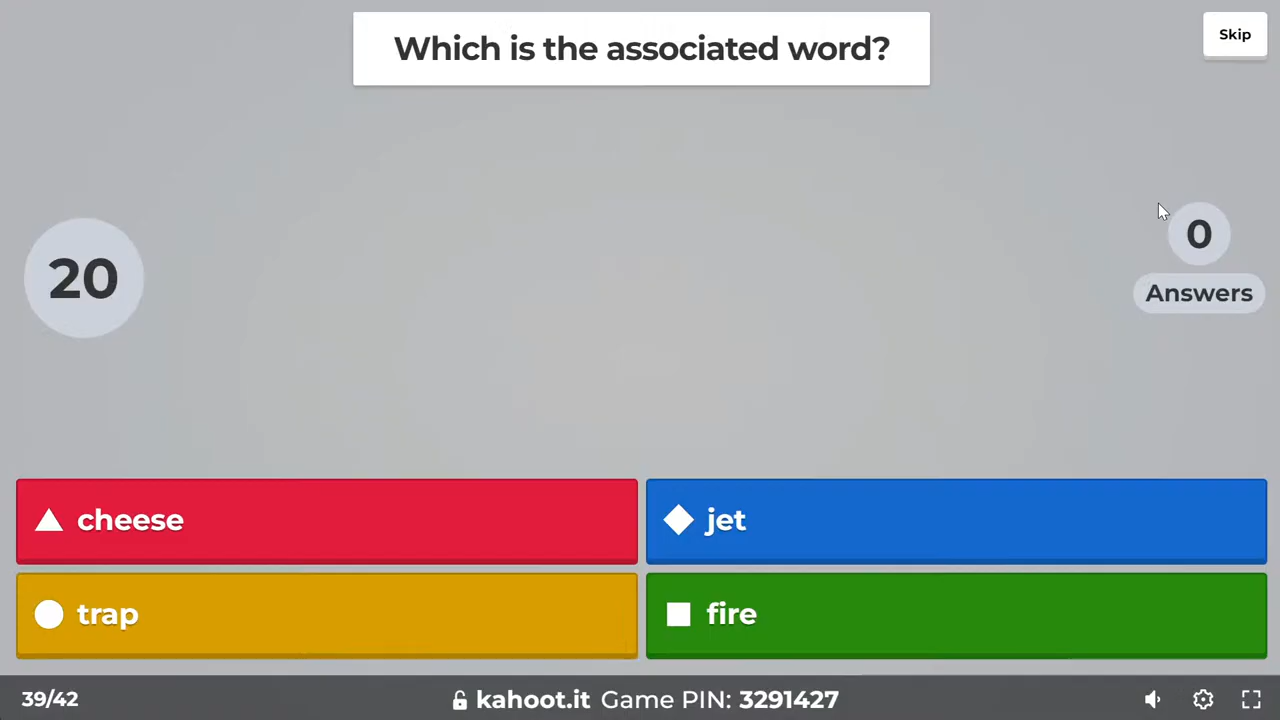 Which is the associated word?
Skip
20
0
Answers
cheese
jet
trap
fire
39/42
kahoot.it Game PIN: 3291427